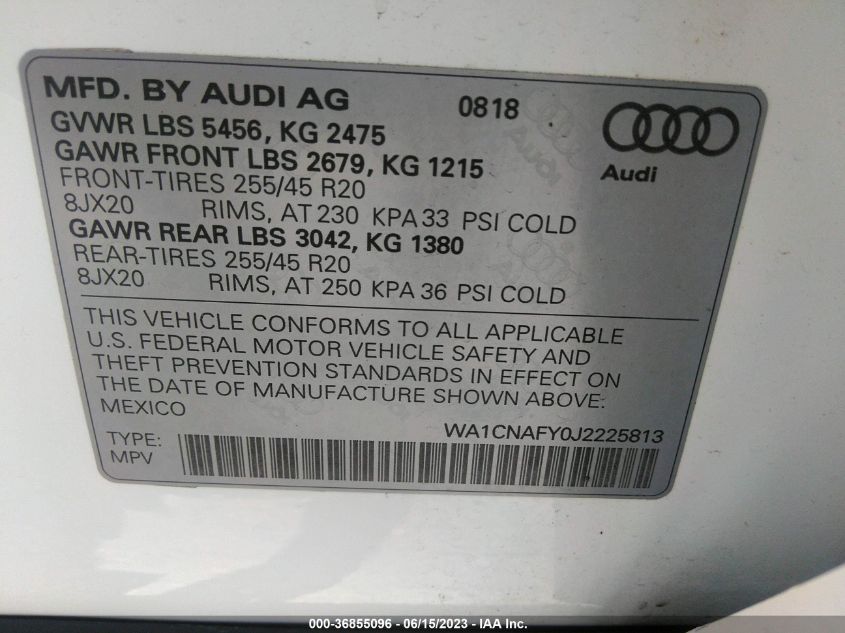 MFD. BY AUDI AG 0818
GVWR LBS 5456, KG 2475
GAWR FRONT LBS 2679, KG 1215
Audi
FRONT-TIRES 255/45 R20
8JX20 RIMS, AT 230 KPA 33 PSI COLD
GAWR REAR LBS 3042, KG 1380
REAR-TIRES 255/45 R20
8JX20 RIMS, AT 250 KPA 36 PSI COLD
THIS VEHICLE CONFORMS TO ALL APPLICABLE
U.S. FEDERAL MOTOR VEHICLE SAFETY AND
THEFT PREVENTION STANDARDS IN EFFECT ON
THE DATE OF MANUFACTURE SHOWN ABOVE:
MEXICO
WA1CNAFY0J2225813
TYPE:
MPV
000-36855096 - 06/15/2023 - IAA Inc.